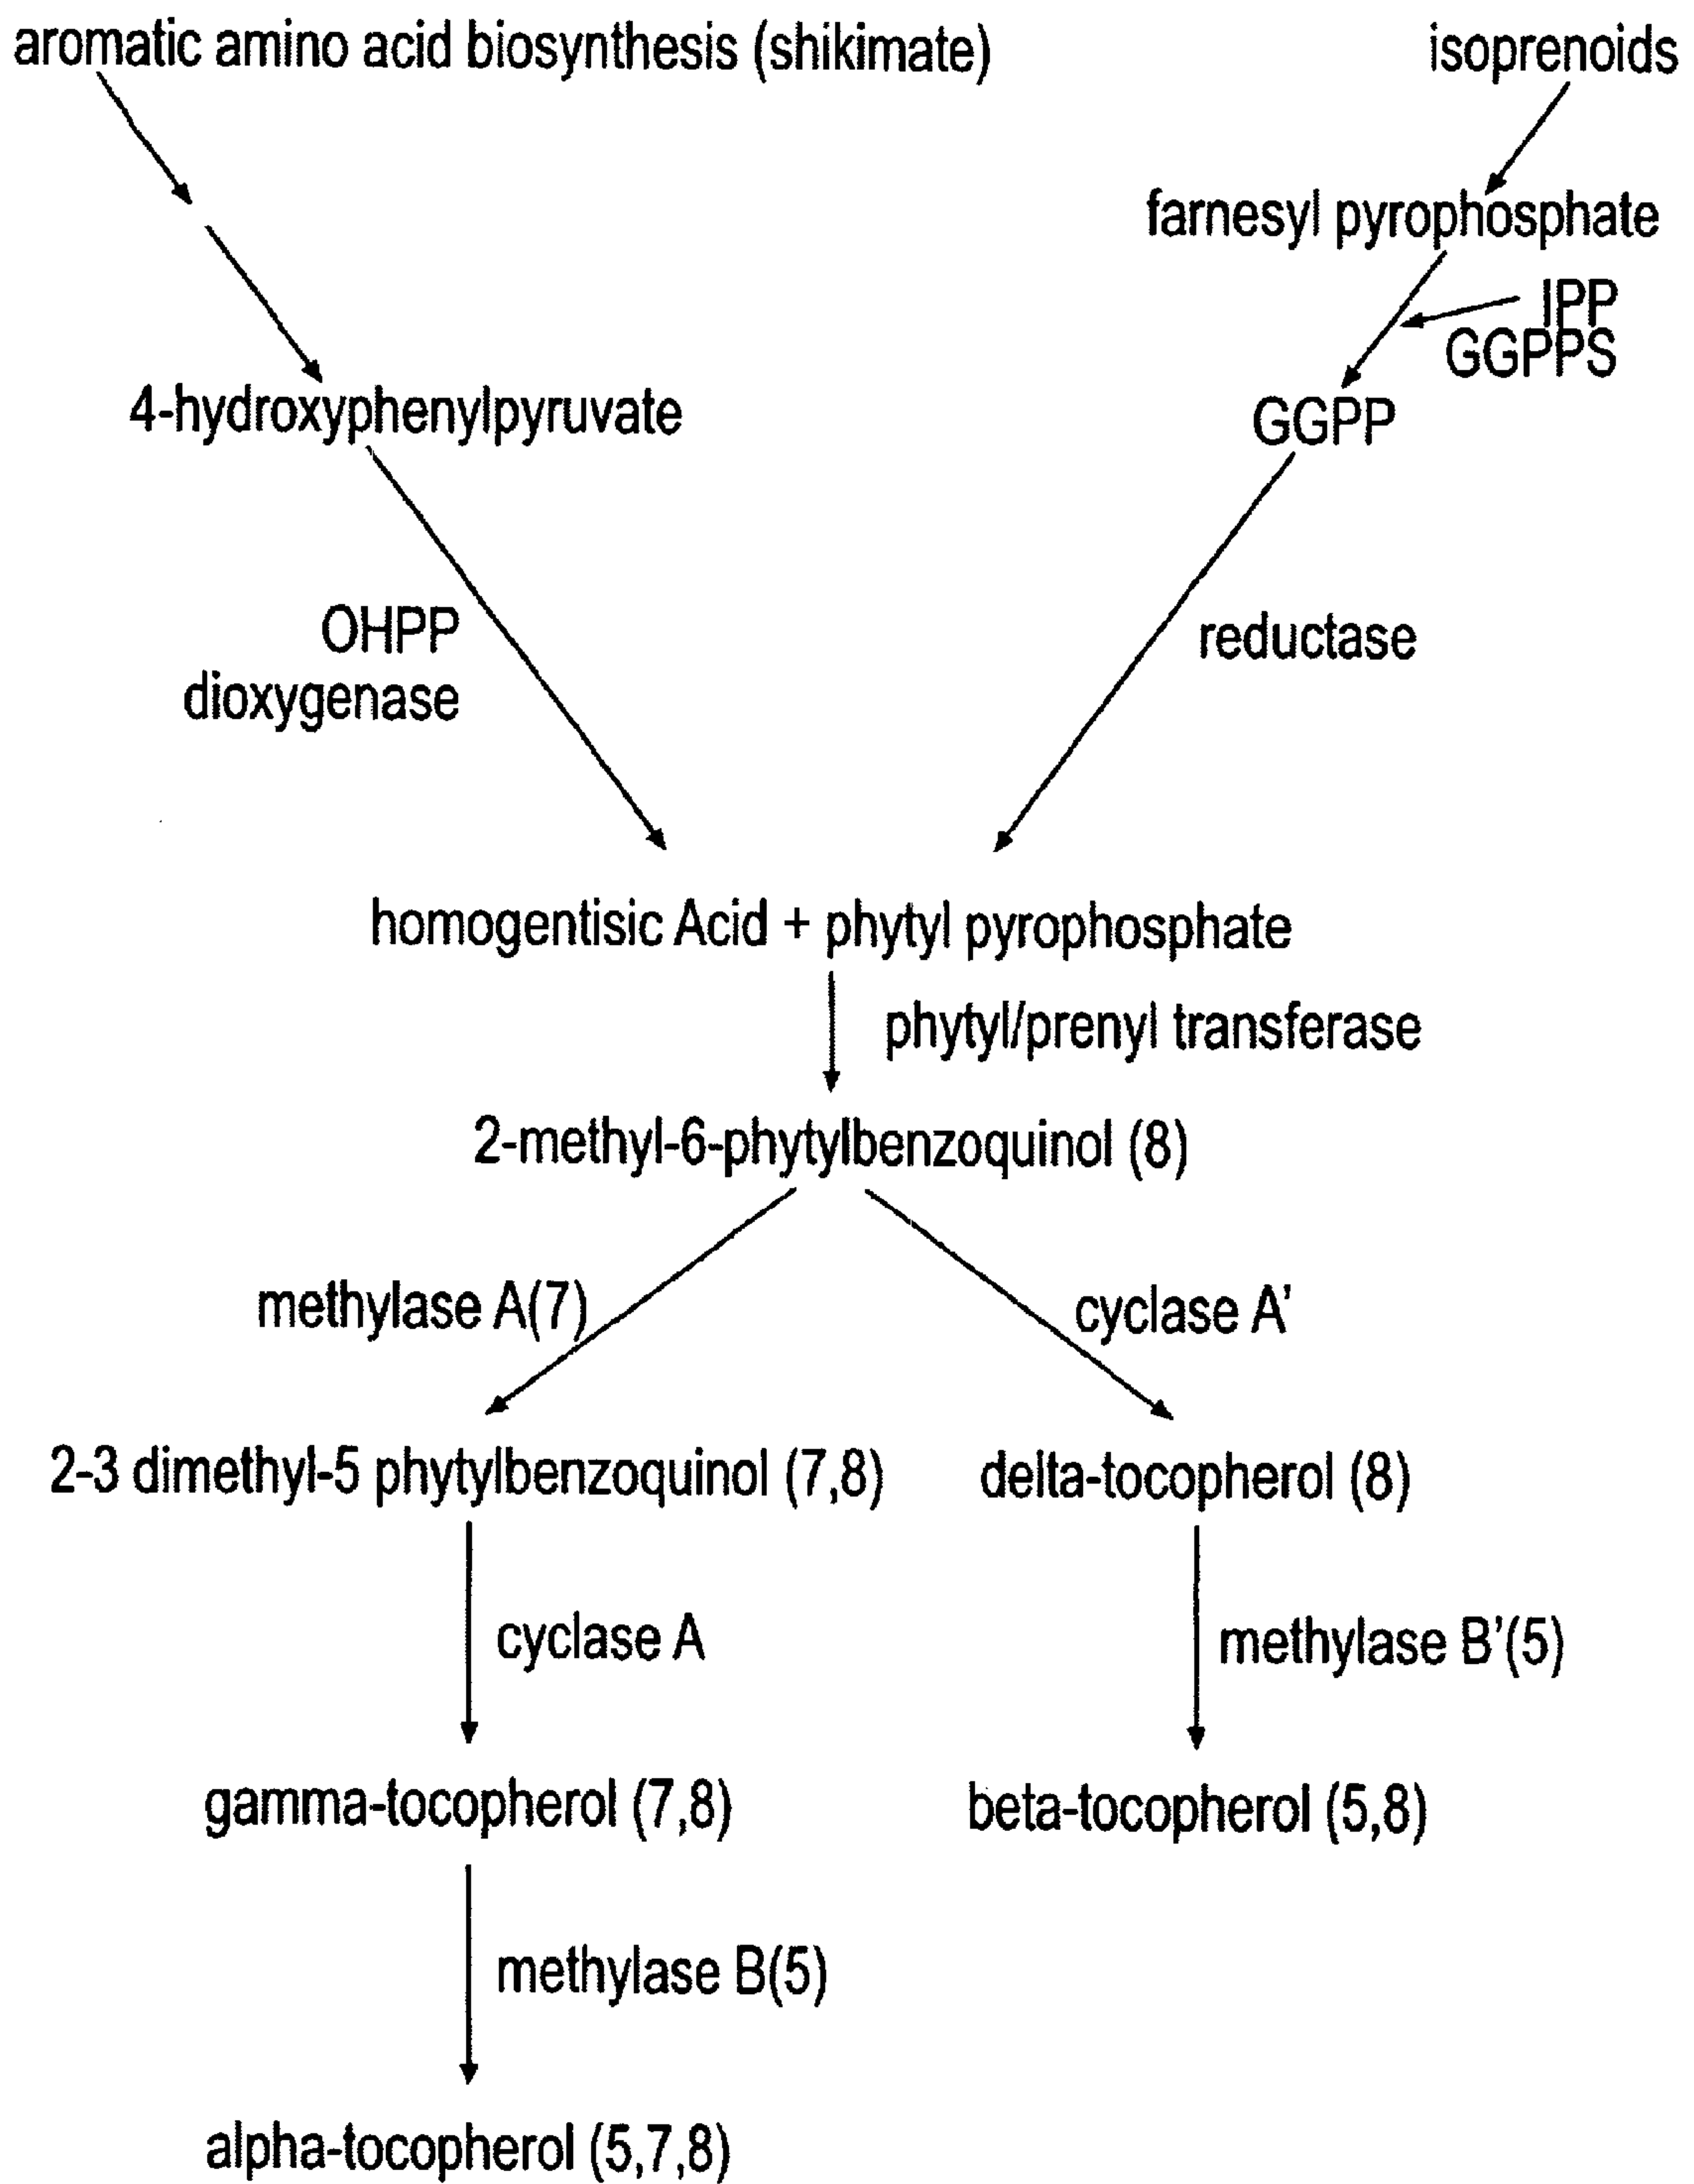 aromatic amino acid biosynthesis (shikimate)
isoprenoids
farnesyl pyrophosphate
IPP
GGPPS
4-hydroxyphenylpyruvate
GGPP
OHPP
dioxygenase
reductase
homogentisic Acid + phytyl pyrophosphate
phytyl/prenyl transferase
2-methyl-6-phytylbenzoquinol (8)
methylase A(7)
cyclase A'
2-3 dimethyl-5 phytylbenzoquinol (7,8)
delta-tocopherol (8)
cyclase A
methylase B'(5)
gamma-tocopherol (7,8)
beta-tocopherol (5,8)
methylase B(5)
alpha-tocopherol (5,7,8)